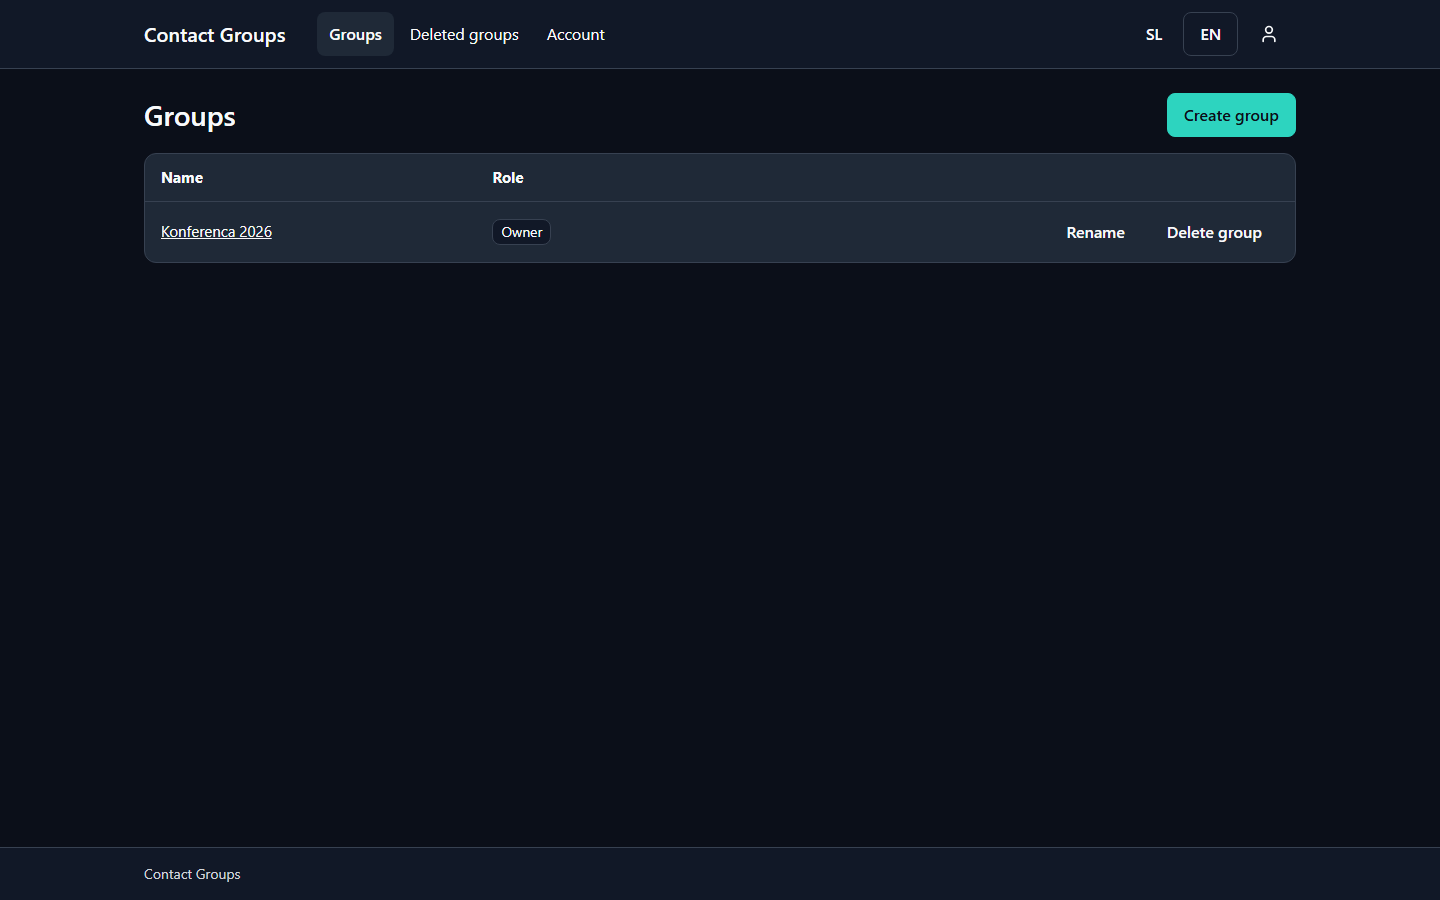 Contact Groups Groups Deleted groups Account SL EN
Groups Create group
Name Role
Konferenca 2026 Owner Rename Delete group
Contact Groups